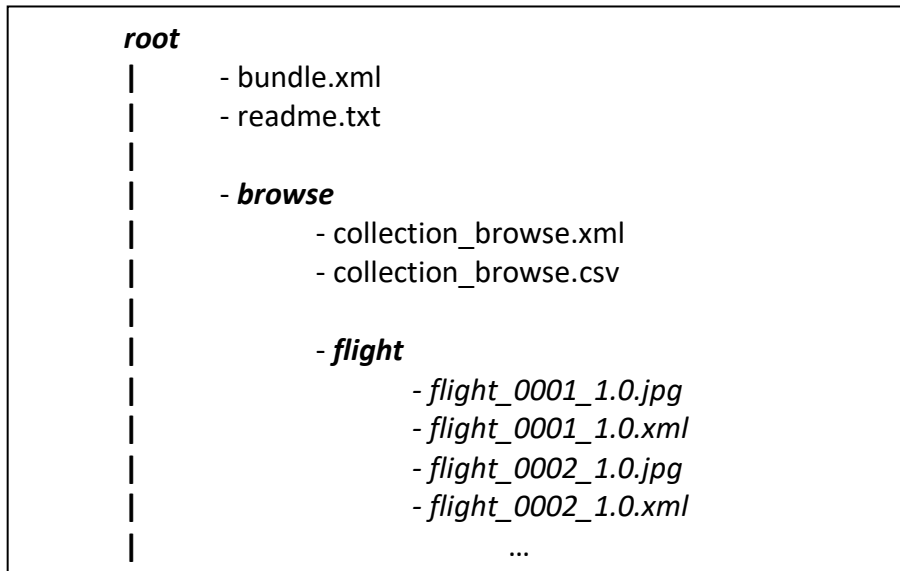 root
| - bundle.xml
| - readme.txt
|
| - browse
| - collection_browse.xml
| - collection_browse.csv
|
| - flight
| - flight_0001_1.0.jpg
| - flight_0001_1.0.xml
| - flight_0002_1.0.jpg
| - flight_0002_1.0.xml
| ...